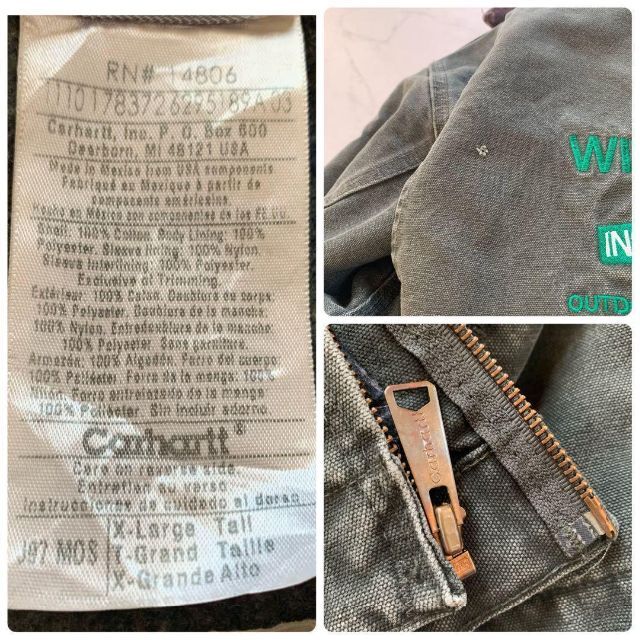 RN# 14806
1110178372629518 9A 03
Carhartt, Inc. P. O. Box 600
Dearborn, MI 48121 USA
Made in Mexico from USA components
Fabriqué au Mexique à partir de
composants américains
Hecho en México con componentes de los EE.UU.
Shell: 100% Cotton. Body Lining: 100%
Polyester. Sleeve Lining: 100% Nylon.
Sleeve Interlining: 100% Polyester.
Exclusive of Trimming.
Extérieur: 100% Coton. Doublure de corps:
100% Polyester. Doublure de la manche:
100% Nylon. Entredoublure de la manche:
100% Polyester Sans garniture.
Armazón: 100% Algodón. Forro del cuerpo:
100% Poliéster. Forro de la manga: 100%
Nilón. Forro entrelazado de la manga
100% Poliéster. Sin incluir adorno
Carhartt®
Care on reverse side
Entretien au verso
Instrucciones de cuidado al dorso
J97 MOS
X-Large Tall
T-Grand Taille
X-Grande Alto
WI
IN
OUTD
Carhartt